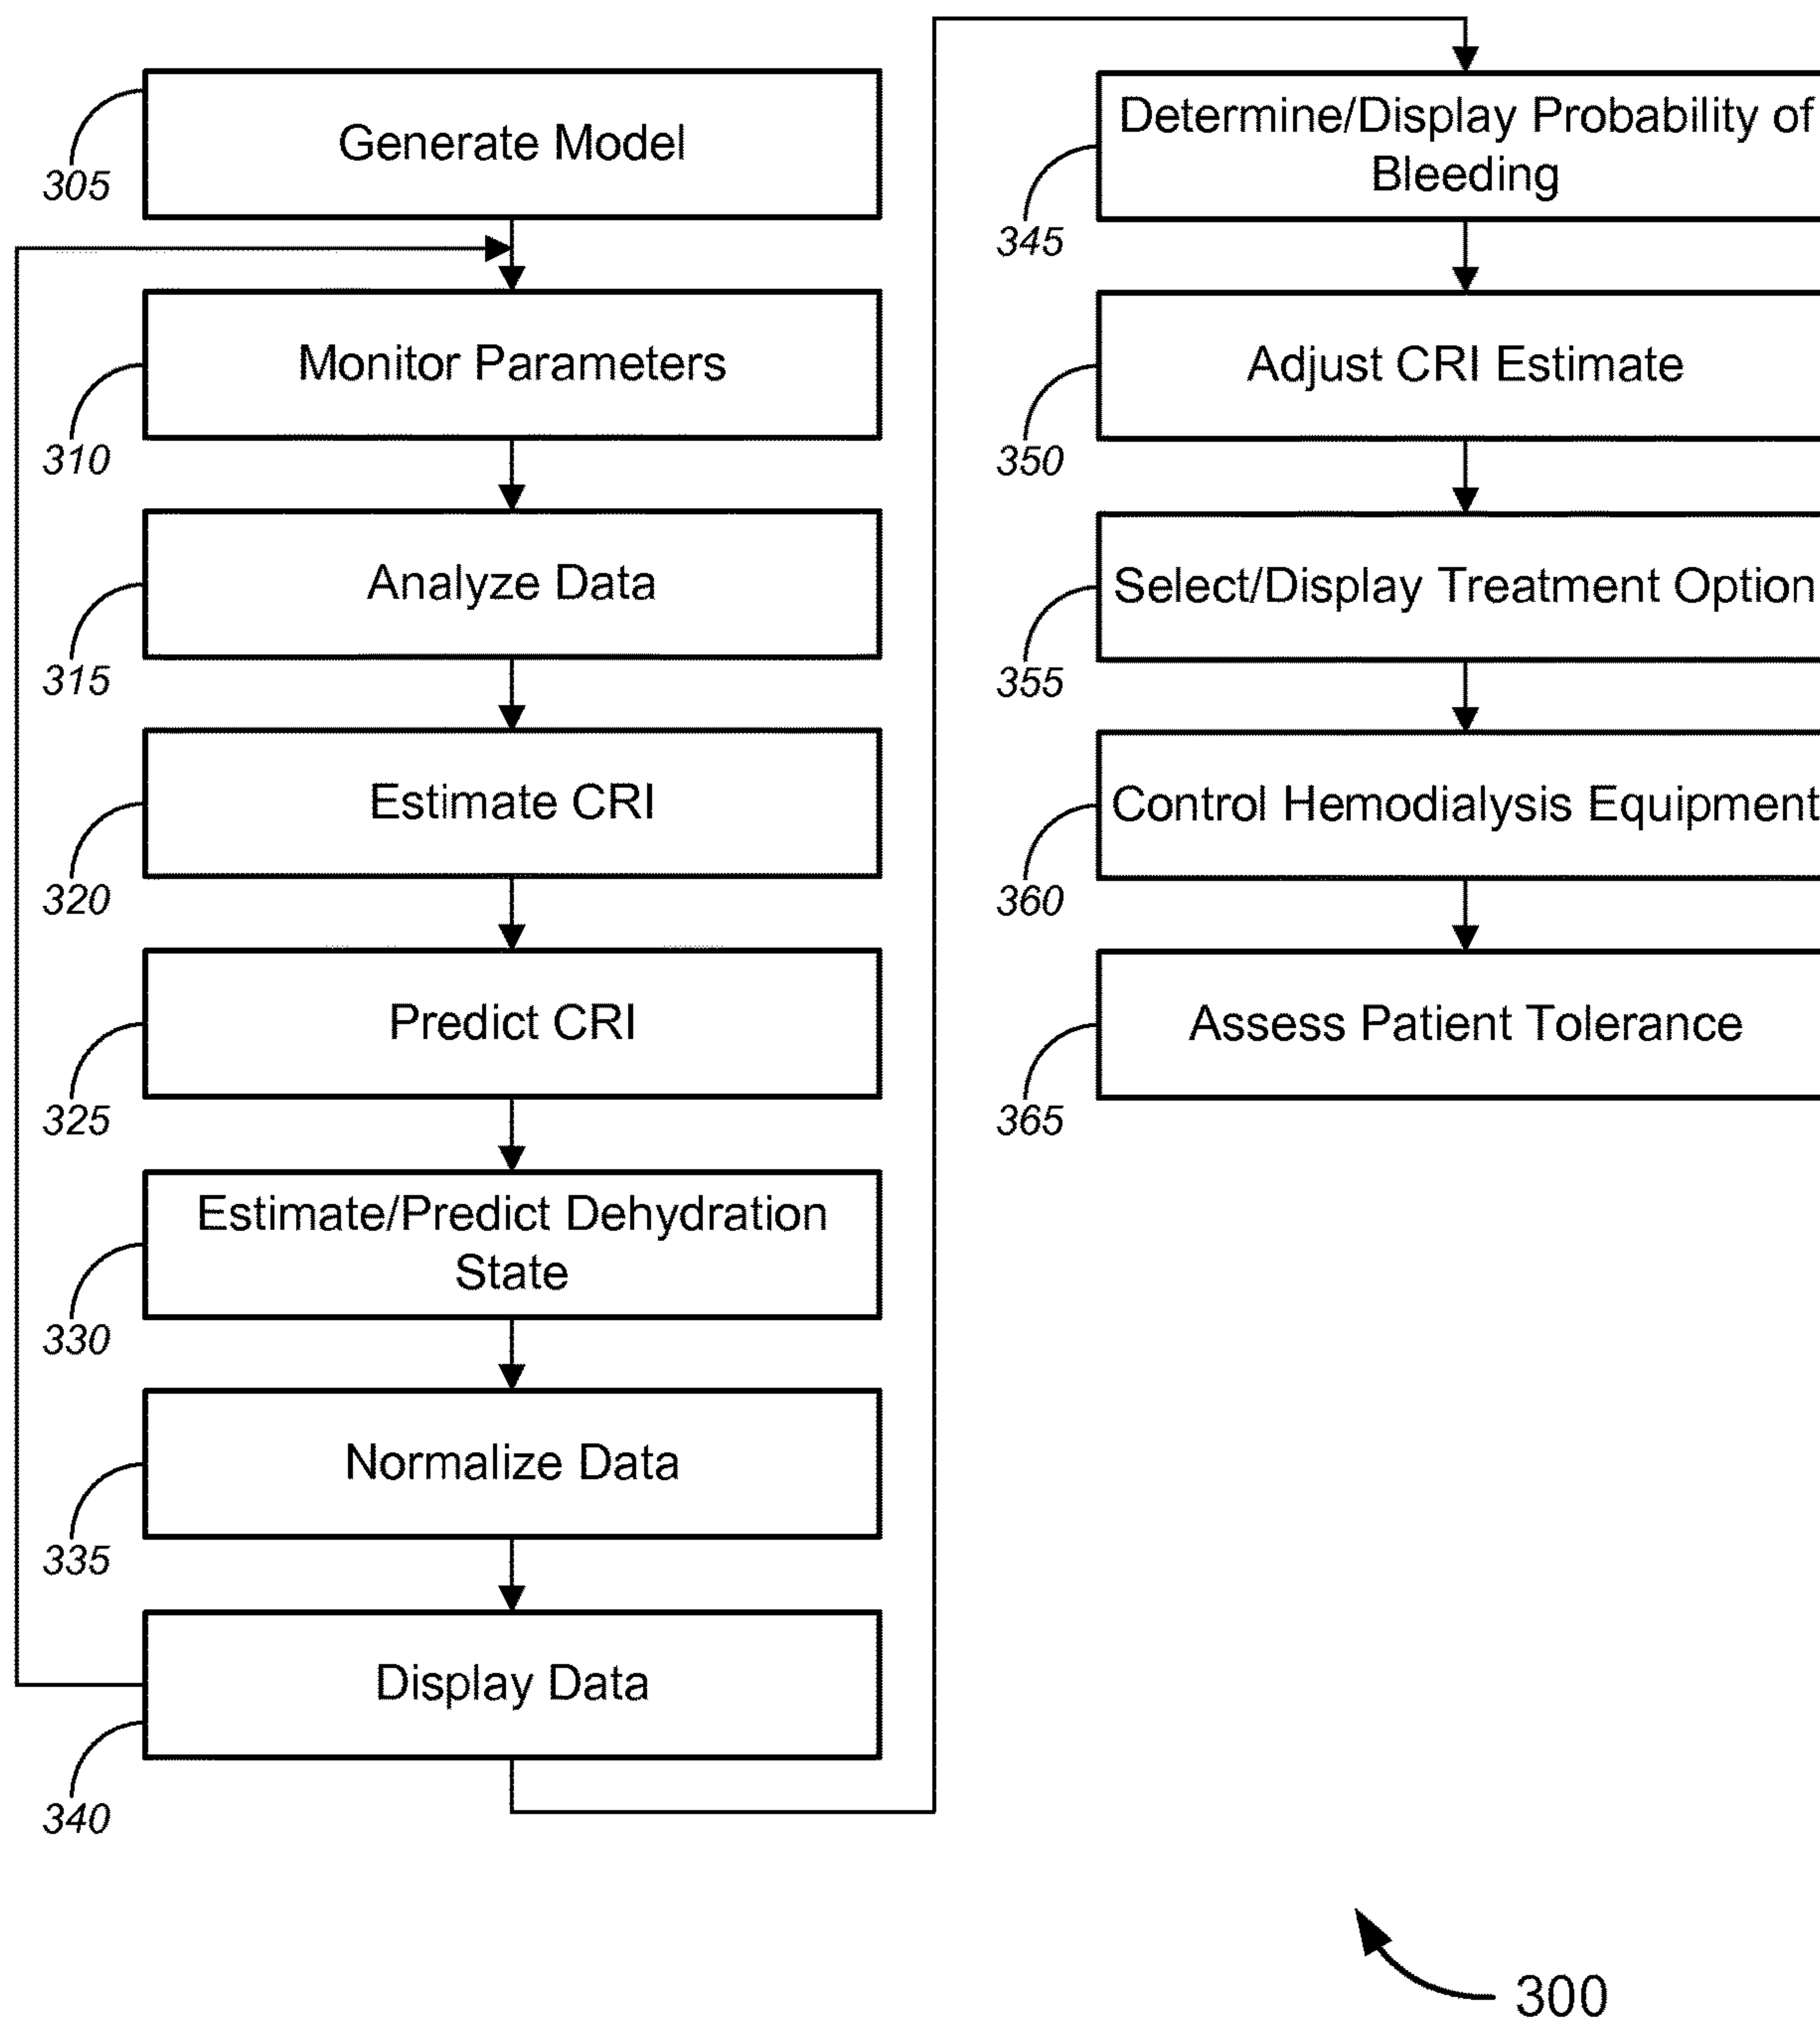 Generate Model
305
Monitor Parameters
310
Analyze Data
315
Estimate CRI
320
Predict CRI
325
Estimate/Predict Dehydration
State
330
Normalize Data
335
Display Data
340
Determine/Display Probability of
Bleeding
345
Adjust CRI Estimate
350
Select/Display Treatment Option
355
Control Hemodialysis Equipment
360
Assess Patient Tolerance
365
300